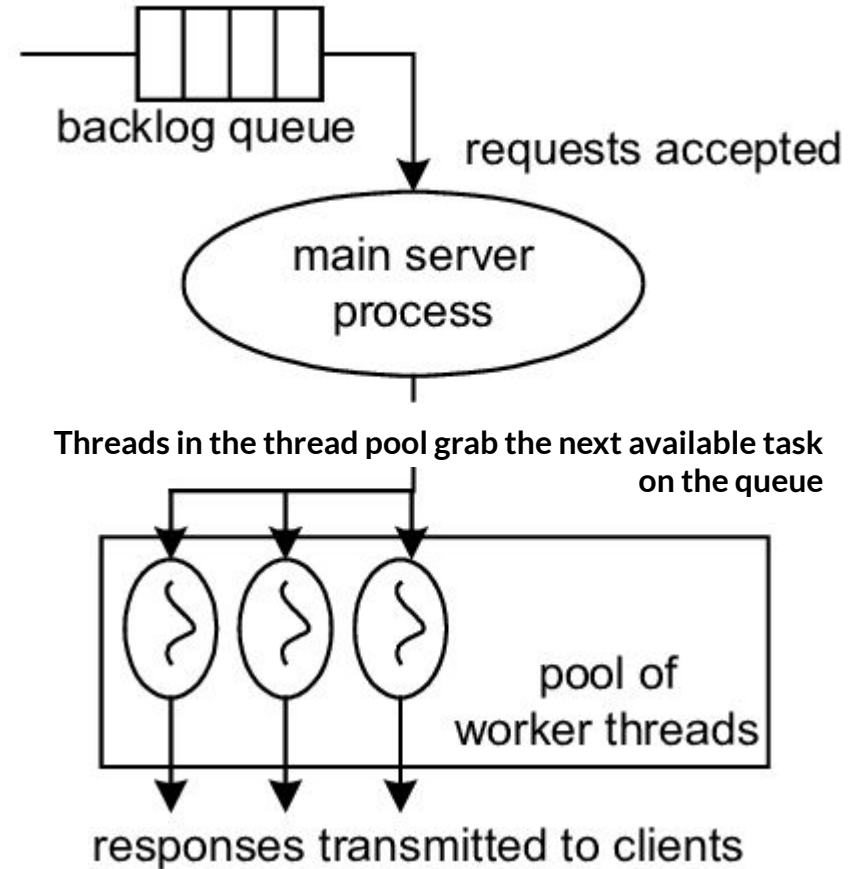 backlog queue
requests accepted
main server
process
Threads in the thread pool grab the next available task
on the queue
pool of
worker threads
responses transmitted to clients